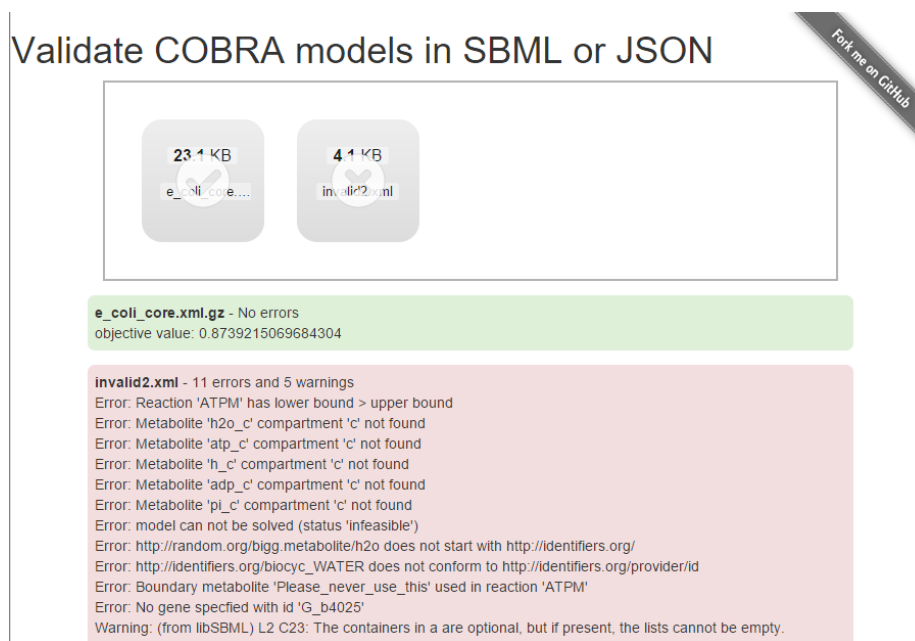 Validate COBRA models in SBML or JSON
Fork me on GitHub
23.1 KB
4.1 KB
e_coli_core....
invalid2.xml
e_coli_core.xml.gz - No errors
objective value: 0.8739215069684304
invalid2.xml - 11 errors and 5 warnings
Error: Reaction 'ATPM' has lower bound > upper bound
Error: Metabolite 'h2o_c' compartment 'c' not found
Error: Metabolite 'atp_c' compartment 'c' not found
Error: Metabolite 'h_c' compartment 'c' not found
Error: Metabolite 'adp_c' compartment 'c' not found
Error: Metabolite 'pi_c' compartment 'c' not found
Error: model can not be solved (status 'infeasible')
Error: http://random.org/bigg.metabolite/h2o does not start with http://identifiers.org/
Error: http://identifiers.org/biocyc_WATER does not conform to http://identifiers.org/provider/id
Error: Boundary metabolite 'Please_never_use_this' used in reaction 'ATPM'
Error: No gene specfied with id 'G_b4025'
Warning: (from libSBML) L2 C23: The containers in a are optional, but if present, the lists cannot be empty.